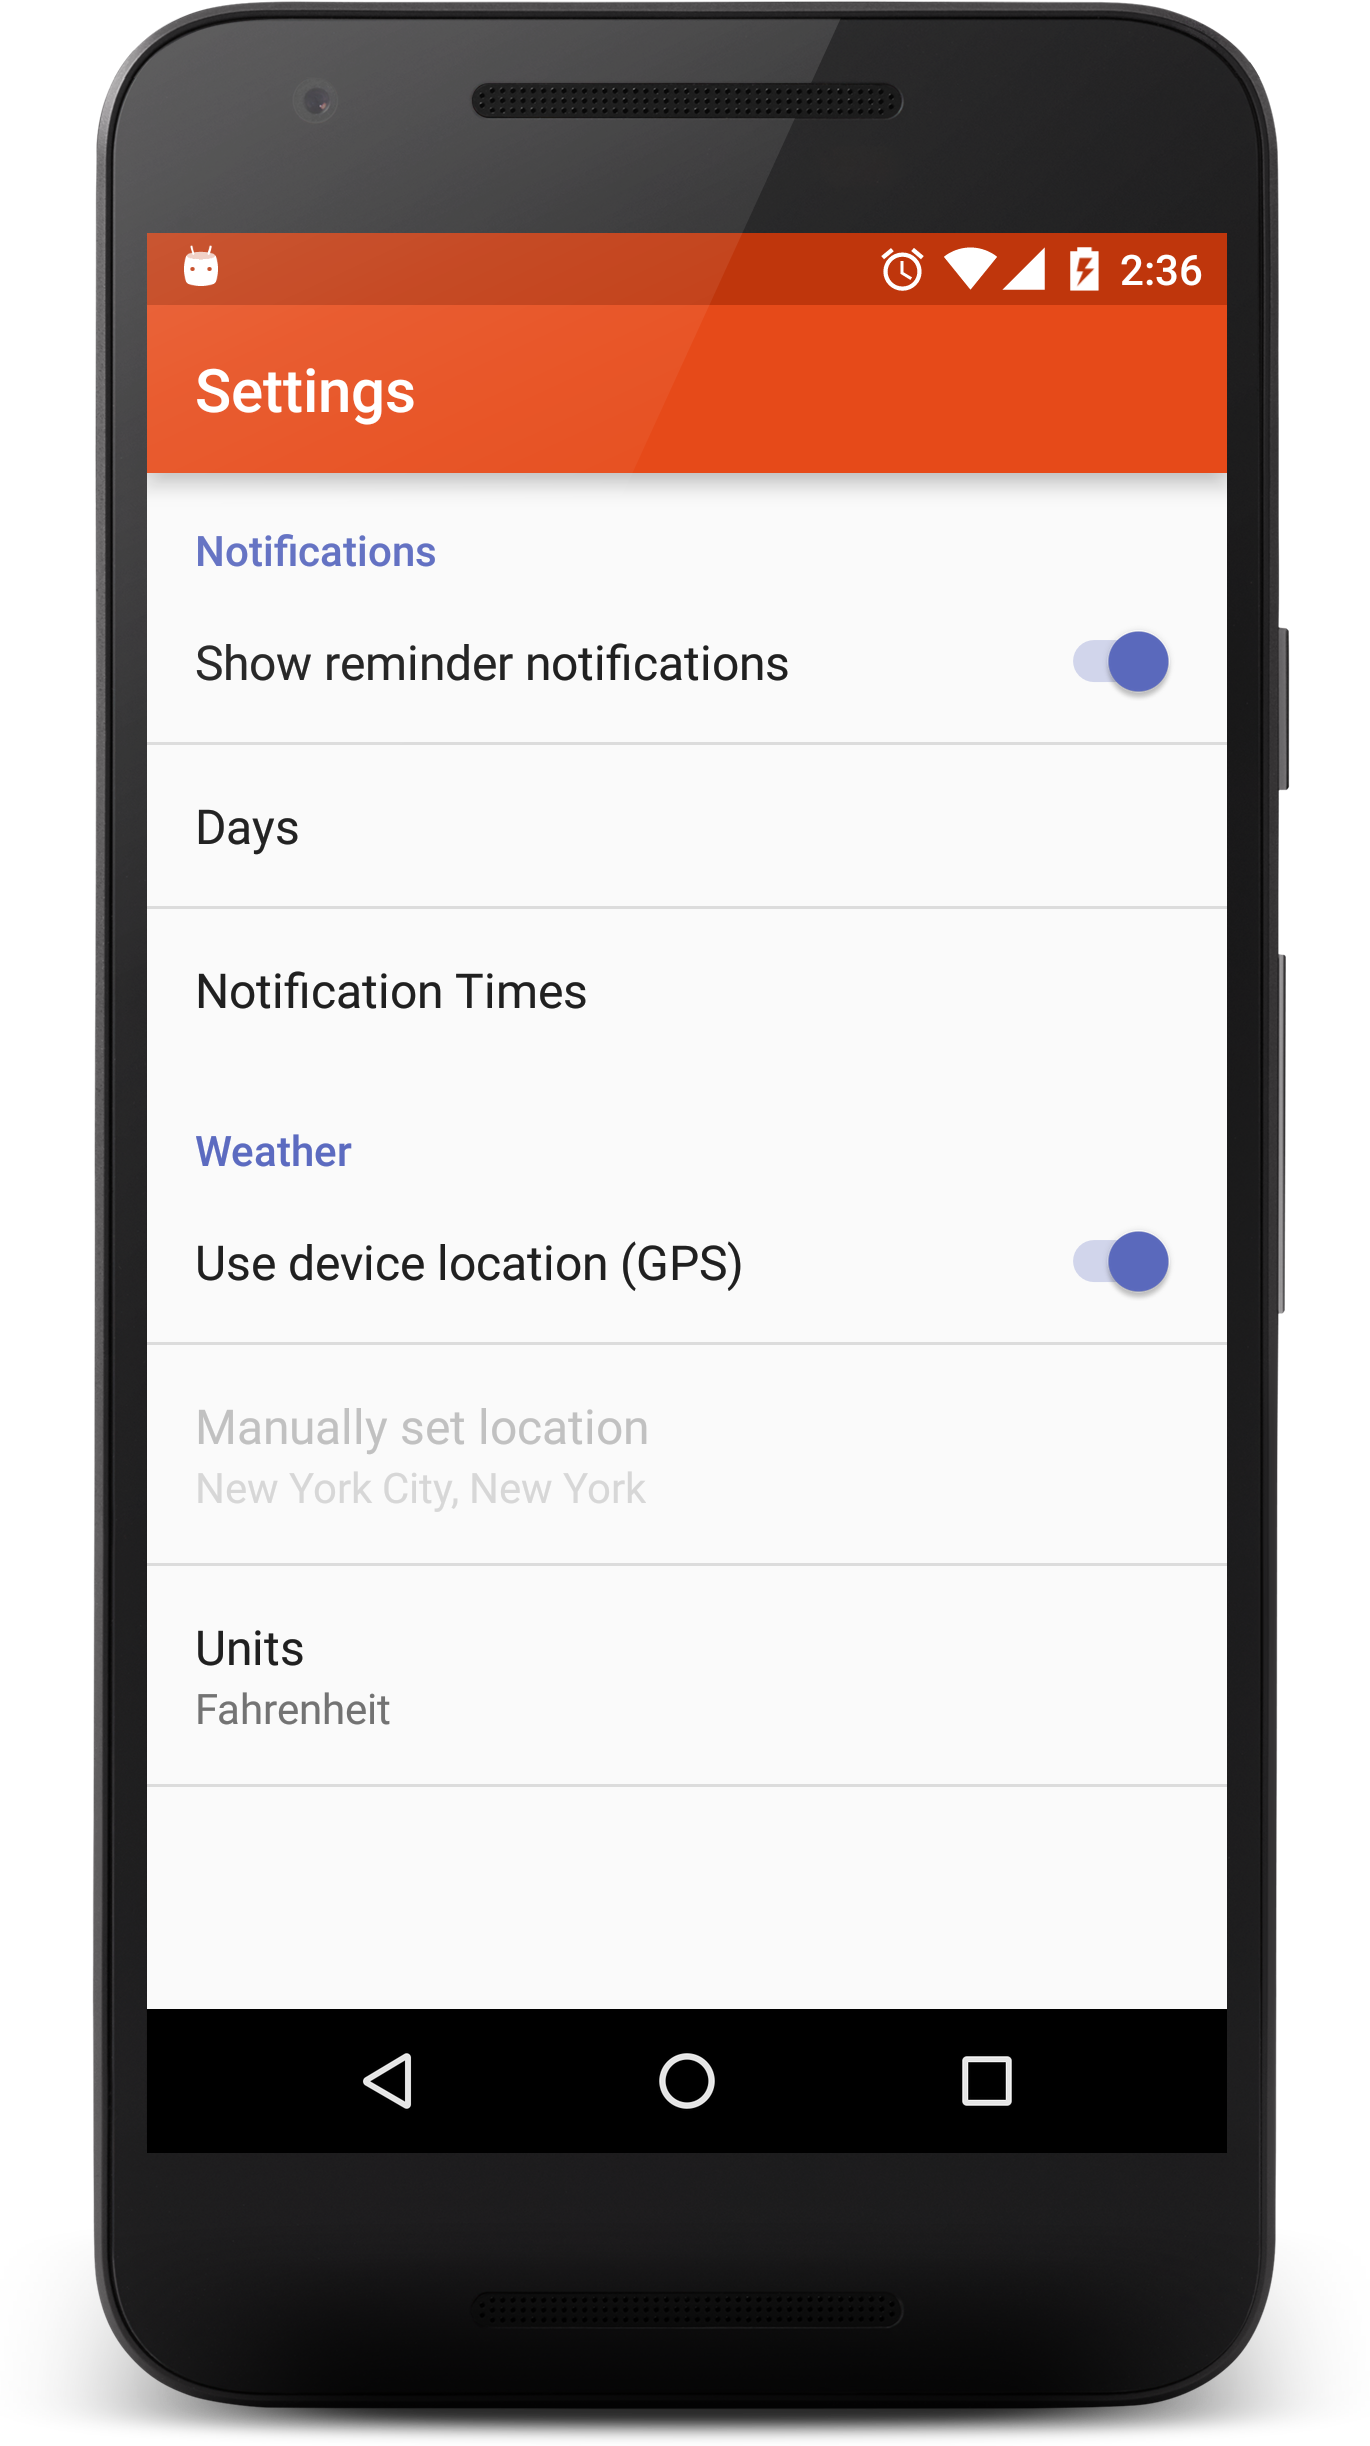 2:36
Settings
Notifications
Show reminder notifications
Days
Notification Times
Weather
Use device location (GPS)
Manually set location
New York City, New York
Units
Fahrenheit